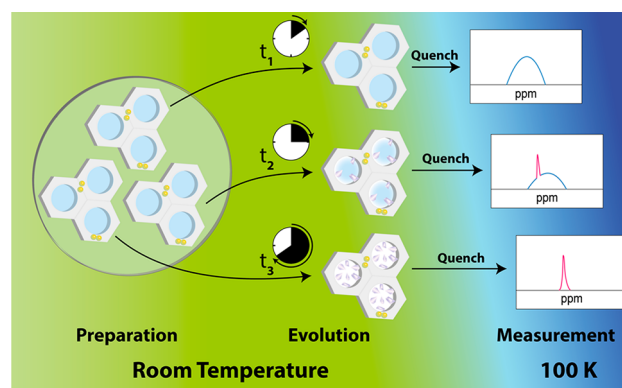 t1
Quench
ppm
t2
Quench
ppm
t3
Quench
ppm
Preparation
Evolution
Measurement
Room Temperature
100 K